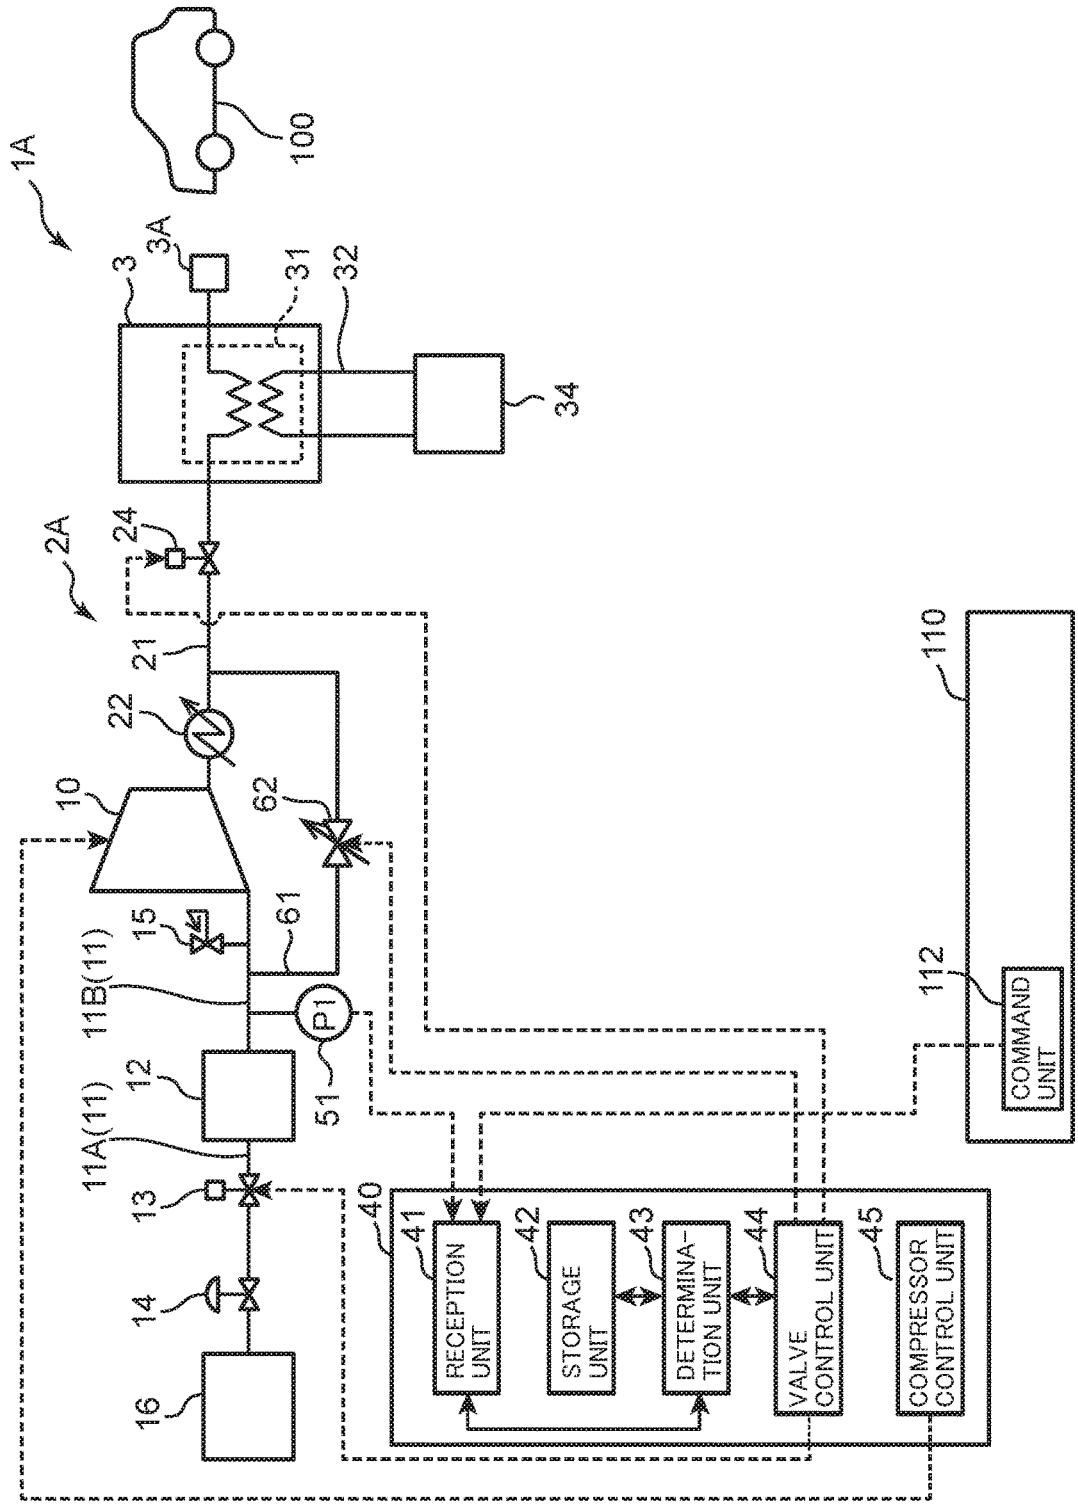 1A
100
3A
3
31
32
34
2A
24
21
22
10
62
61
15
11B(11)
P1
51
12
11A(11)
13
14
16
110
112
COMMAND
UNIT
40
41
RECEPTION
UNIT
42
STORAGE
UNIT
43
DETERMINA-
TION UNIT
44
VALVE
CONTROL UNIT
45
COMPRESSOR
CONTROL UNIT